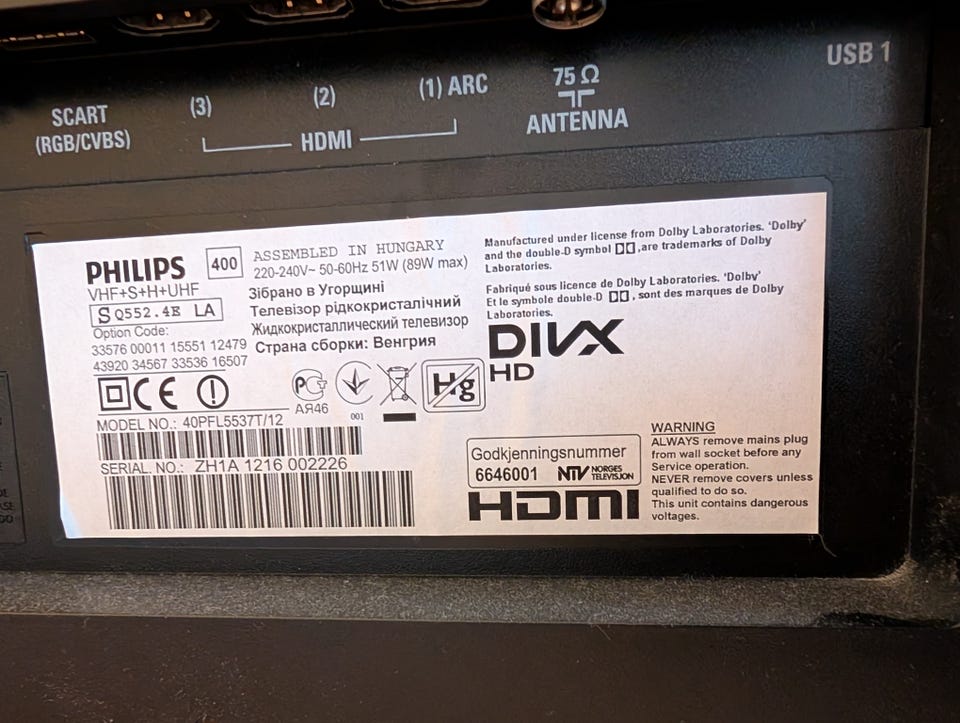 USB 1
75 Ω
ANTENNA
(1) ARC
(2)
(3)
HDMI
SCART
(RGB/CVBS)
PHILIPS
400
VHF+S+H+UHF
S Q552.4E LA
Option Code:
33576 00011 15551 12479
43920 34567 33536 16507
ASSEMBLED IN HUNGARY
220-240V~ 50-60Hz 51W (89W max)
Зібрано в Угорщині
Телевізор рідкокристалічний
Жидкокристаллический телевизор
Страна сборки: Венгрия
CE
АЯ46
001
Hg
MODEL NO.: 40PFL5537T/12
SERIAL. NO.: ZH1A 1216 002226
Manufactured under license from Dolby Laboratories. 'Dolby'
and the double-D symbol , are trademarks of Dolby
Laboratories.
Fabriqué sous licence de Dolby Laboratories. 'Dolby'
Et le symbole double-D , sont des marques de Dolby
Laboratories.
DIVX
HD
Godkjenningsnummer
6646001 NTV NORGES
TELEVISJON
HDMI
WARNING
ALWAYS remove mains plug
from wall socket before any
Service operation.
NEVER remove covers unless
qualified to do so.
This unit contains dangerous
voltages.